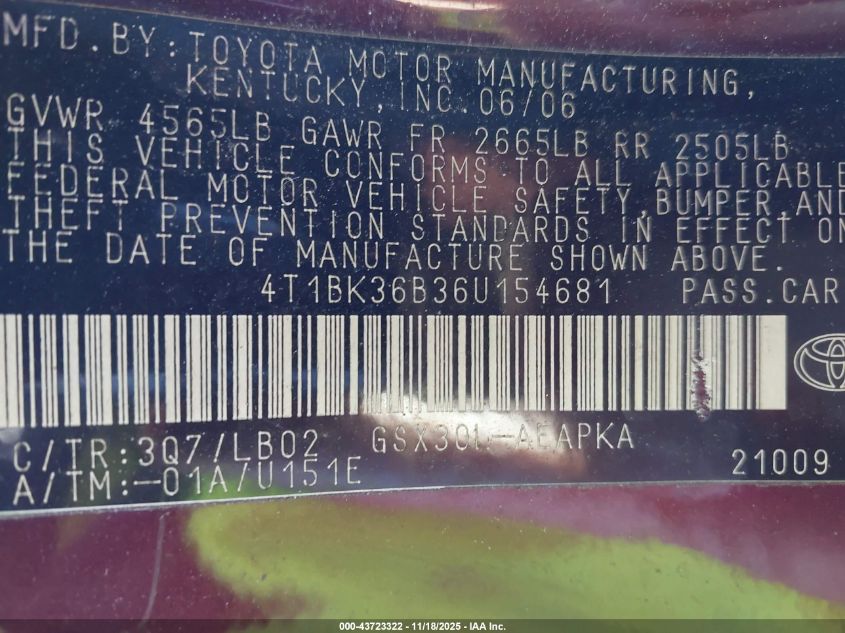 MFD. BY: TOYOTA MOTOR MANUFACTURING,
KENTUCKY, INC. 06/06
GVWR 4565LB GAWR FR 2665LB RR 2505LB
THIS VEHICLE CONFORMS TO ALL APPLICABLE
FEDERAL MOTOR VEHICLE SAFETY, BUMPER, AND
THEFT PREVENTION STANDARDS IN EFFECT ON
THE DATE OF MANUFACTURE SHOWN ABOVE.
4T1BK36B36U154681 PASS.CAR
C/TR:3Q7/LB02 GSX30L-AEAPKA
A/TM:-01A/U151E 21009
000-43723322 - 11/18/2025 - IAA Inc.